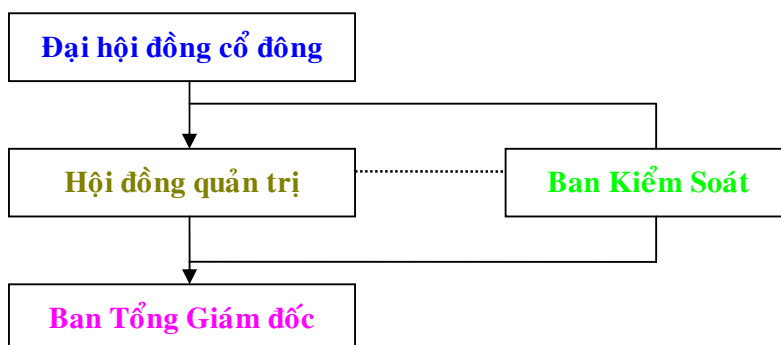 Đại hội đồng cổ đông
Hội đồng quản trị
Ban Kiểm Soát
Ban Tổng Giám đốc